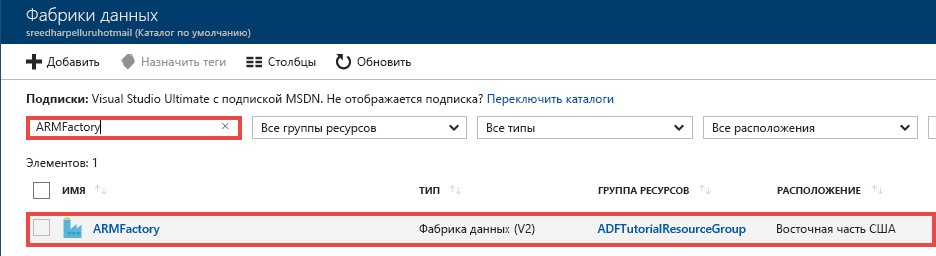 Фабрики данных
sreedharpelluruhotmail (Каталог по умолчанию)
Добавить Назначить теги Столбцы Обновить
Подписки: Visual Studio Ultimate с подпиской MSDN. Не отображается подписка? Переключить каталоги
ARMFactory × Все группы ресурсов Все типы Все расположения
Элементов: 1
ИМЯ ТИП ГРУППА РЕСУРСОВ РАСПОЛОЖЕНИЕ
ARMFactory Фабрика данных (V2) ADFTutorialResourceGroup Восточная часть США